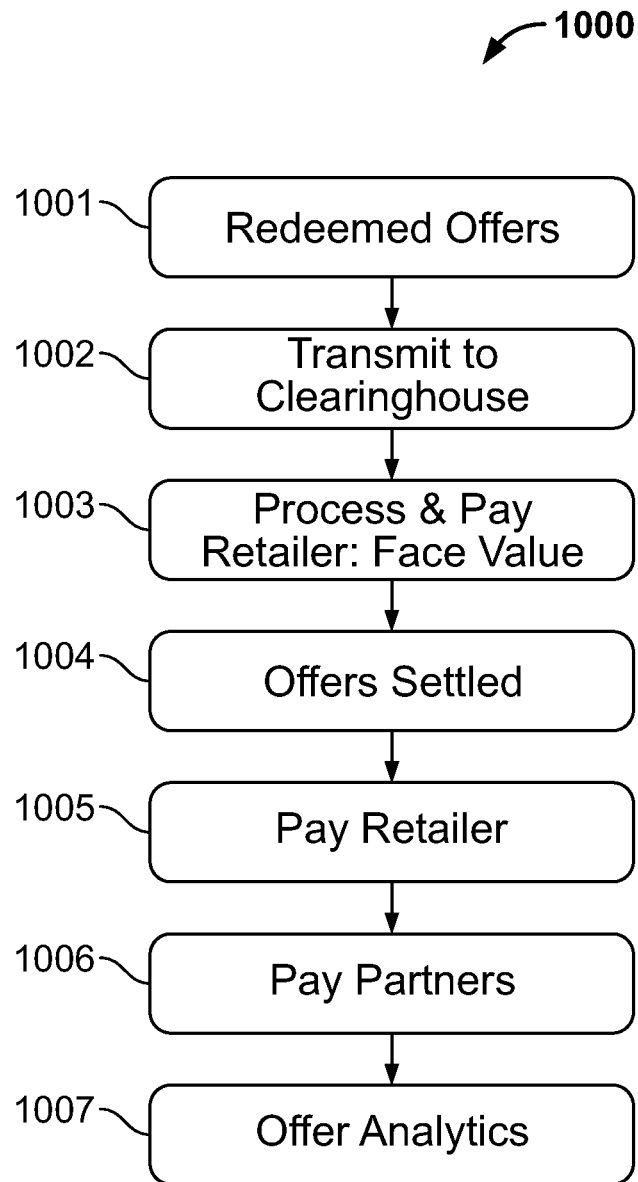 1000
1001
Redeemed Offers
1002
Transmit to
Clearinghouse
1003
Process & Pay
Retailer: Face Value
1004
Offers Settled
1005
Pay Retailer
1006
Pay Partners
1007
Offer Analytics